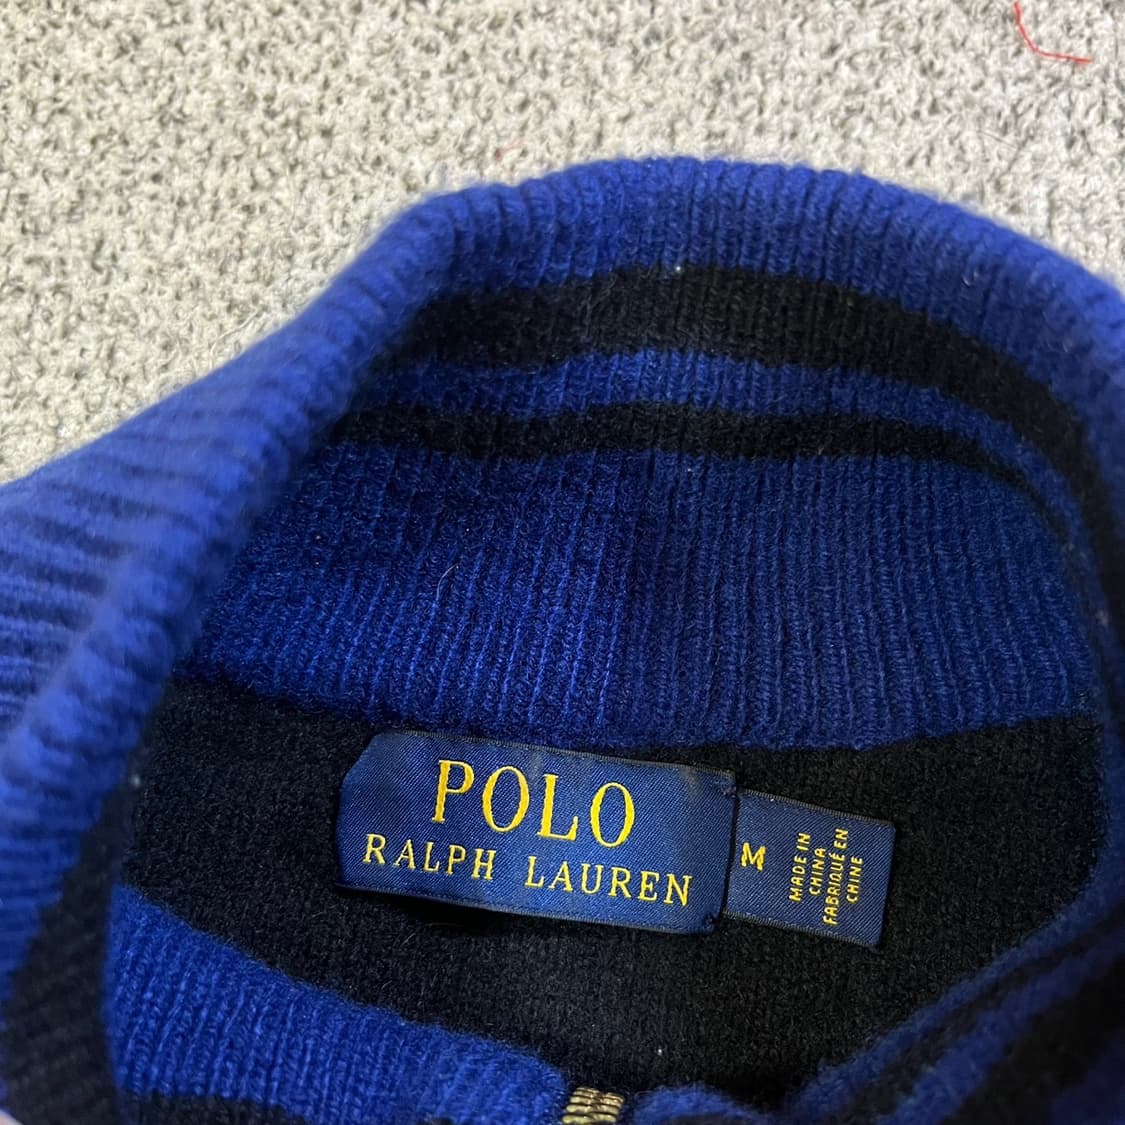 POLO
RALPH LAUREN
M
MADE IN
CHINA
FABRIQUÉ EN
CHINE